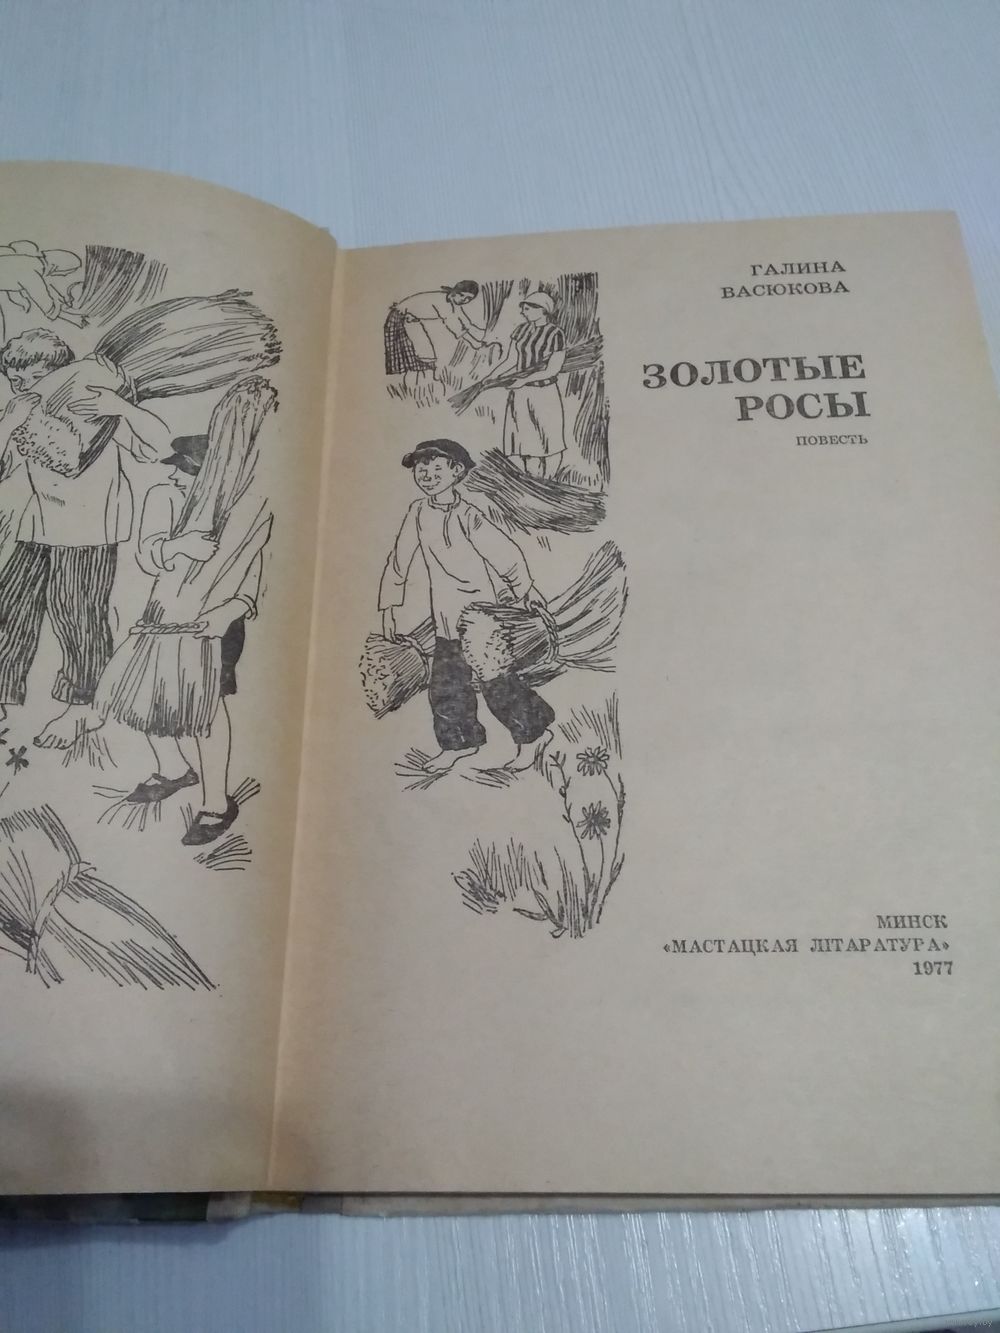 ГАЛИНА
ВАСЮКОВА
ЗОЛОТЫЕ
РОСЫ
ПОВЕСТЬ
МИНСК
«МАСТАЦКАЯ ЛІТАРАТУРА»
1977